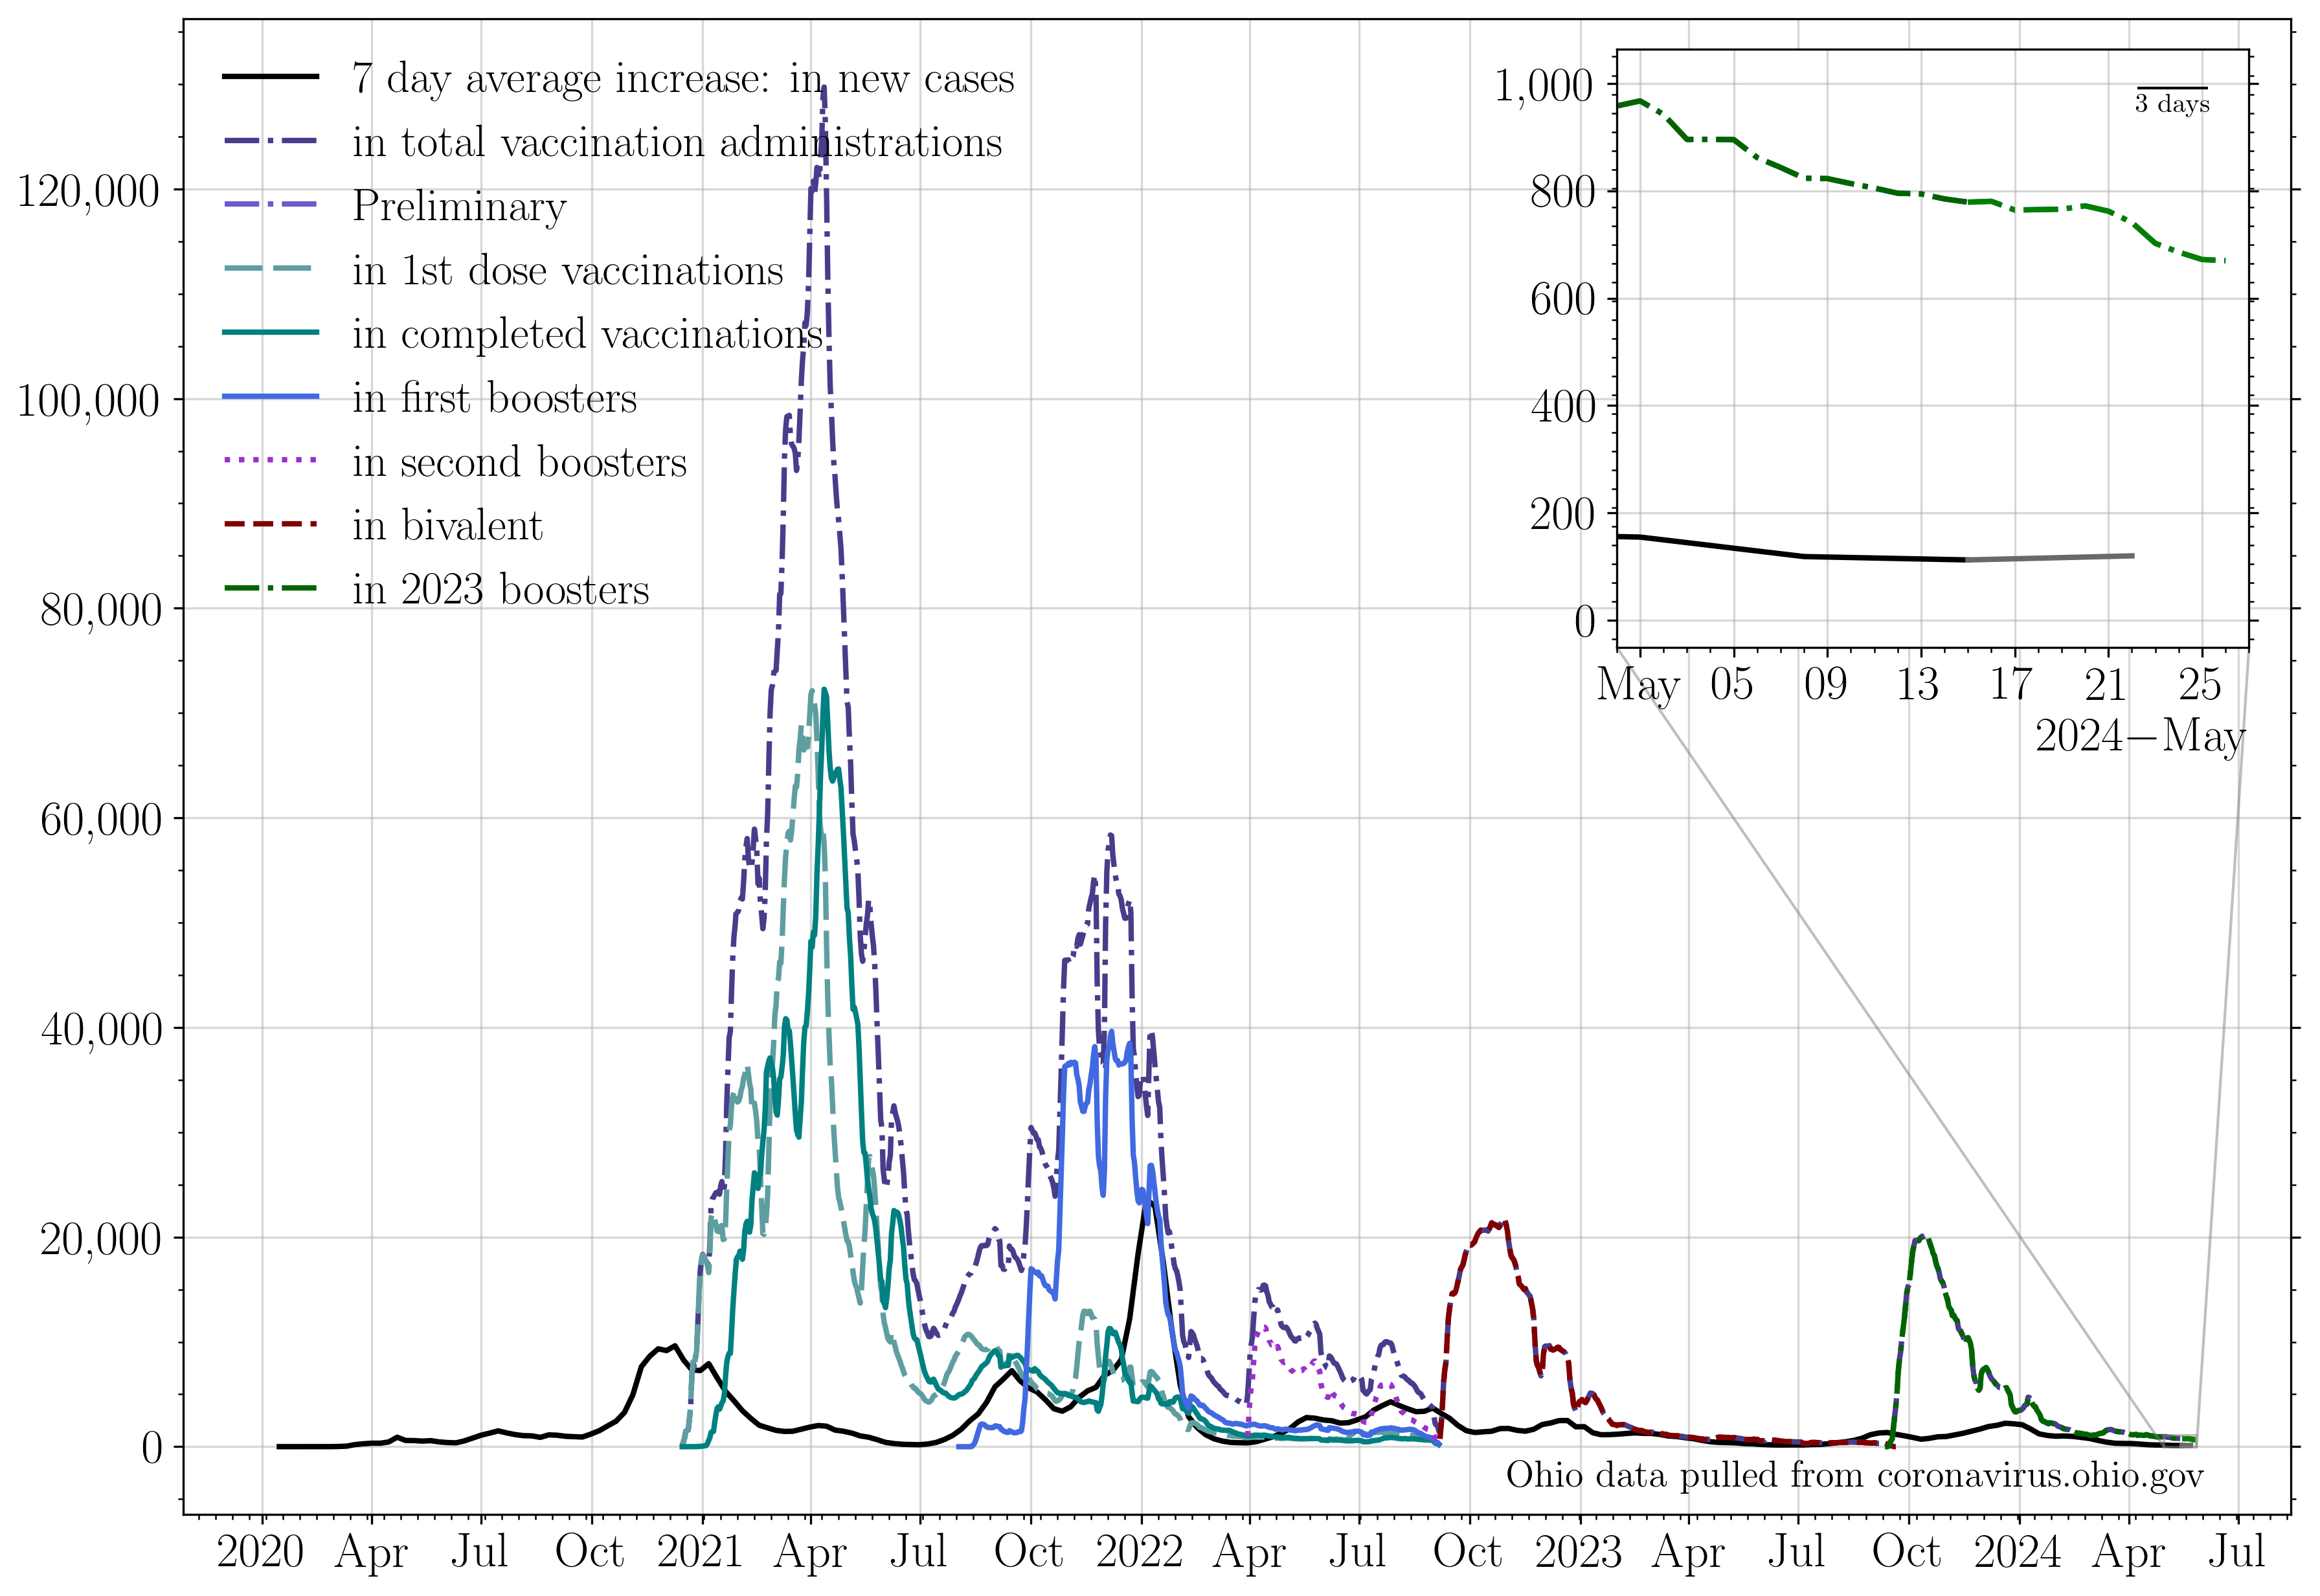 7 day average increase: in new cases
in total vaccination administrations
Preliminary
in 1st dose vaccinations
in completed vaccinations
in first boosters
in second boosters
in bivalent
in 2023 boosters
120,000
100,000
80,000
60,000
40,000
20,000
0
1,000
800
600
400
200
0
3 days
May 05 09 13 17 21 25
2024−May
Ohio data pulled from coronavirus.ohio.gov
2020 Apr Jul Oct 2021 Apr Jul Oct 2022 Apr Jul Oct 2023 Apr Jul Oct 2024 Apr Jul